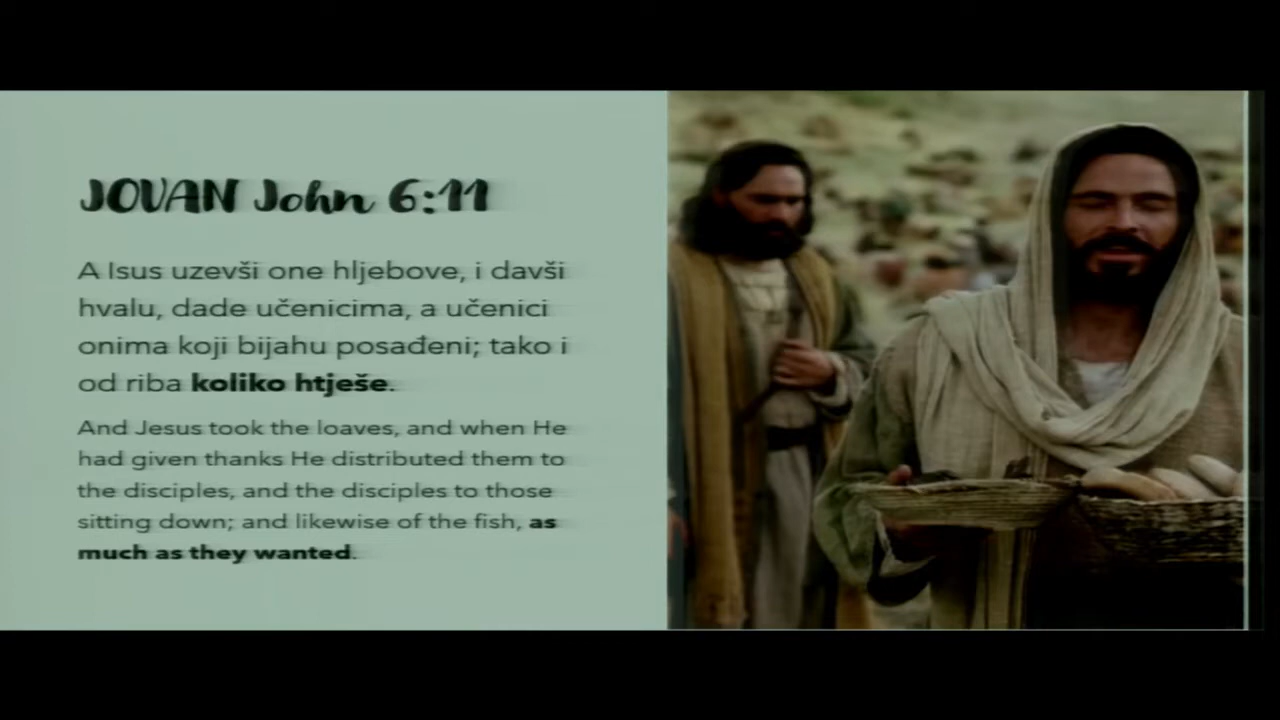 JOVAN John 6:11
A Isus uzevši one hljebove, i davši
hvalu, dade učenicima, a učenici
onima koji bijahu posađeni; tako i
od riba koliko htješe.
And Jesus took the loaves, and when He
had given thanks He distributed them to
the disciples, and the disciples to those
sitting down; and likewise of the fish, as
much as they wanted.